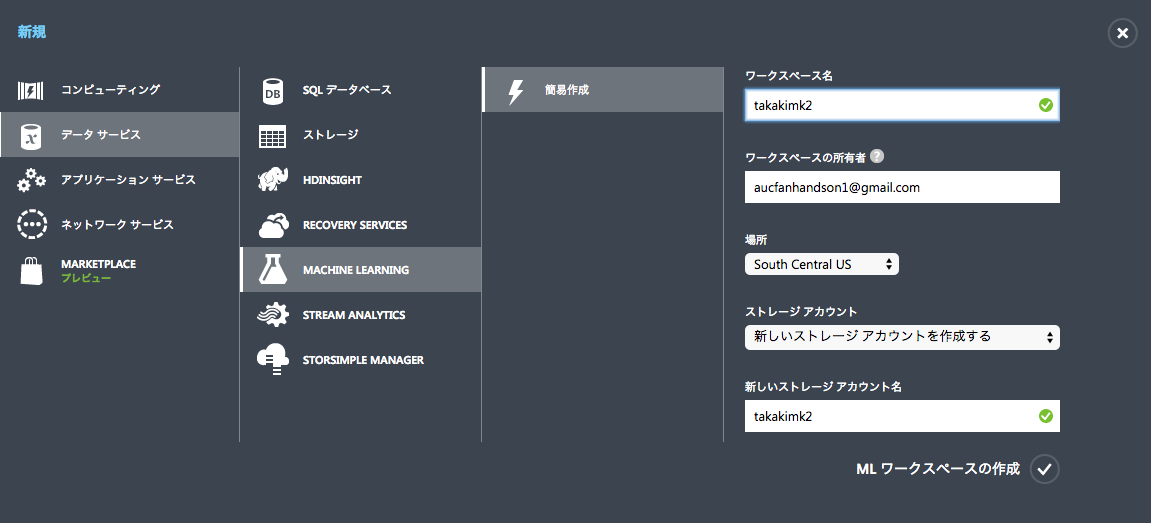 新規
コンピューティング
データ サービス
アプリケーション サービス
ネットワーク サービス
MARKETPLACE
プレビュー
DB
SQL データベース
ストレージ
HDINSIGHT
RECOVERY SERVICES
MACHINE LEARNING
STREAM ANALYTICS
STORSIMPLE MANAGER
簡易作成
ワークスペース名
takakimk2
ワークスペースの所有者 ?
aucfanhandson1@gmail.com
場所
South Central US
ストレージ アカウント
新しいストレージ アカウントを作成する
新しいストレージ アカウント名
takakimk2
ML ワークスペースの作成